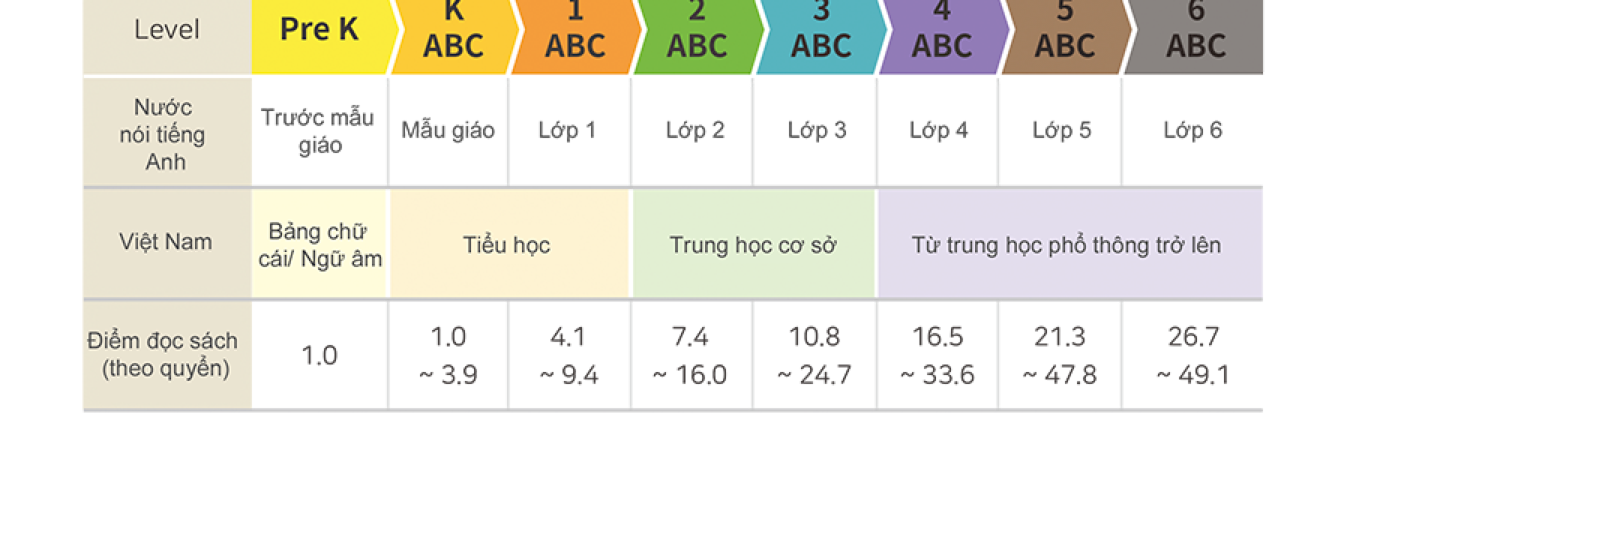 Level Pre K K ABC 1 ABC 2 ABC 3 ABC 4 ABC 5 ABC 6 ABC
Nước
nói tiếng
Anh
Trước mẫu
giáo
Mẫu giáo
Lớp 1
Lớp 2
Lớp 3
Lớp 4
Lớp 5
Lớp 6
Việt Nam
Bảng chữ
cái/ Ngữ âm
Tiểu học
Trung học cơ sở
Từ trung học phổ thông trở lên
Điểm đọc sách
(theo quyển)
1.0
1.0
~ 3.9
4.1
~ 9.4
7.4
~ 16.0
10.8
~ 24.7
16.5
~ 33.6
21.3
~ 47.8
26.7
~ 49.1